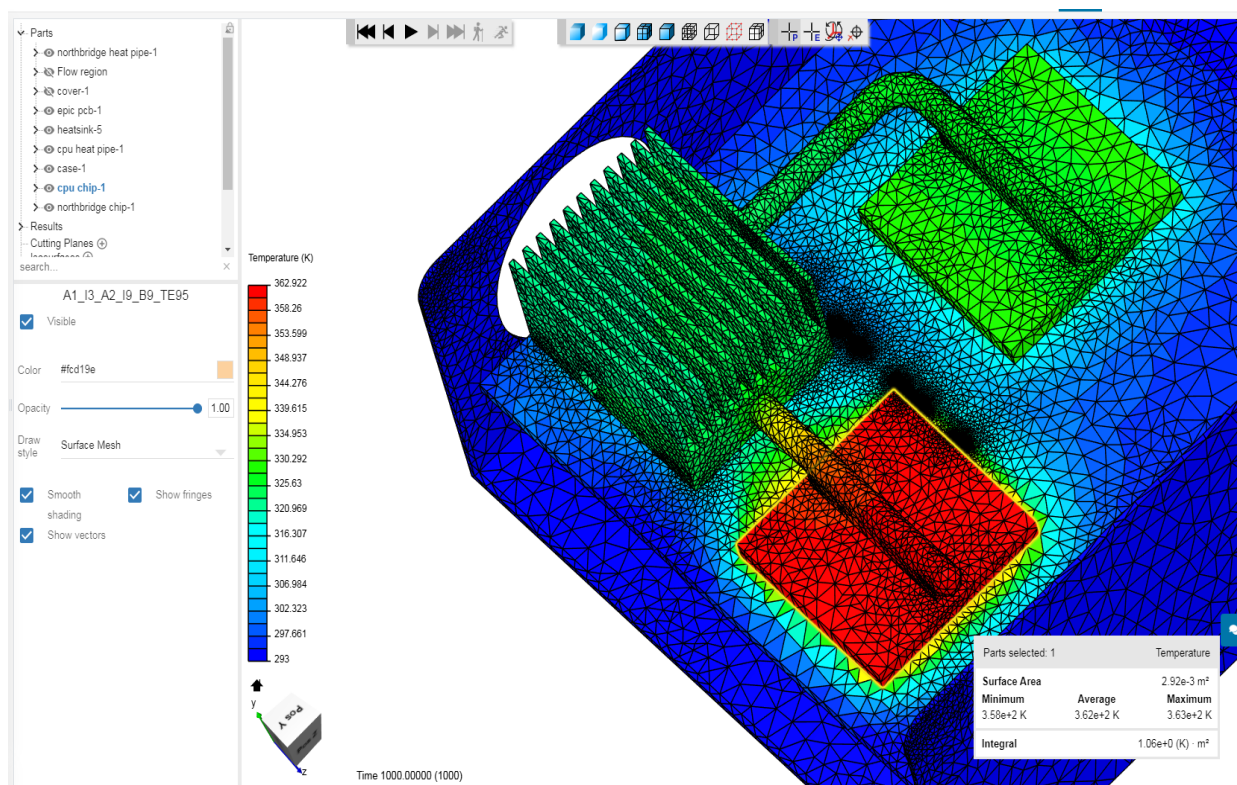 Parts
northbridge heat pipe-1
Flow region
cover-1
epic pcb-1
heatsink-5
cpu heat pipe-1
case-1
cpu chip-1
northbridge chip-1
Results
Cutting Planes
search...
A1_I3_A2_I9_B9_TE95
Visible
Color #fcd19e
Opacity 1.00
Draw style Surface Mesh
Smooth shading Show fringes
Show vectors
P E
Temperature (K)
362.922
358.26
353.599
348.937
344.276
339.615
334.953
330.292
325.63
320.969
316.307
311.646
306.984
302.323
297.661
293
y
Pos Y
z
Time 1000.00000 (1000)
Parts selected: 1 Temperature
Surface Area 2.92e-3 m²
Minimum Average Maximum
3.58e+2 K 3.62e+2 K 3.63e+2 K
Integral 1.06e+0 (K) · m²